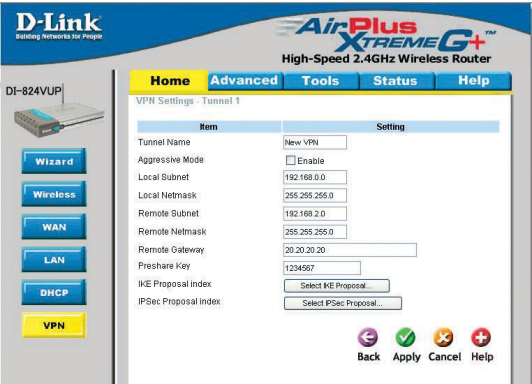 D-Link
Building Networks for People
AirPlus
XTREME G+™
High-Speed 2.4GHz Wireless Router
DI-824VUP
Home Advanced Tools Status Help
VPN Settings - Tunnel 1
Item Setting
Tunnel Name New VPN
Aggressive Mode Enable
Local Subnet 192.168.0.0
Local Netmask 255.255.255.0
Remote Subnet 192.168.2.0
Remote Netmask 255.255.255.0
Remote Gateway 20.20.20.20
Preshare Key 1234567
IKE Proposal index Select IKE Proposal...
IPSec Proposal index Select IPSec Proposal...
Wizard
Wireless
WAN
LAN
DHCP
VPN
Back Apply Cancel Help